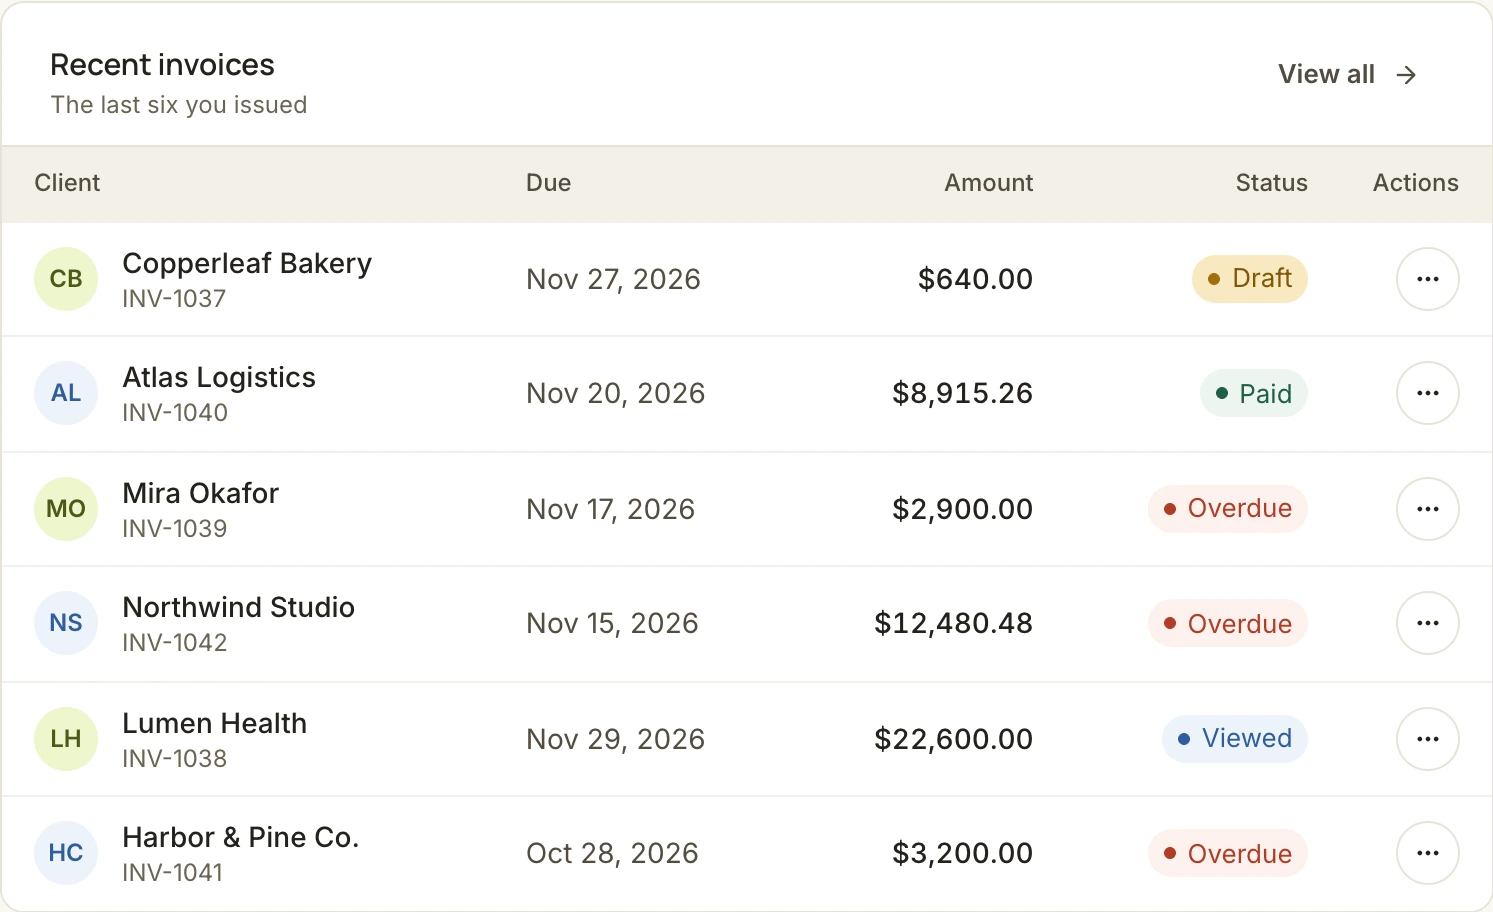 Recent invoices
The last six you issued
View all
Client Due Amount Status Actions
CB Copperleaf Bakery Nov 27, 2026 $640.00 Draft
INV-1037
AL Atlas Logistics Nov 20, 2026 $8,915.26 Paid
INV-1040
MO Mira Okafor Nov 17, 2026 $2,900.00 Overdue
INV-1039
NS Northwind Studio Nov 15, 2026 $12,480.48 Overdue
INV-1042
LH Lumen Health Nov 29, 2026 $22,600.00 Viewed
INV-1038
HC Harbor & Pine Co. Oct 28, 2026 $3,200.00 Overdue
INV-1041